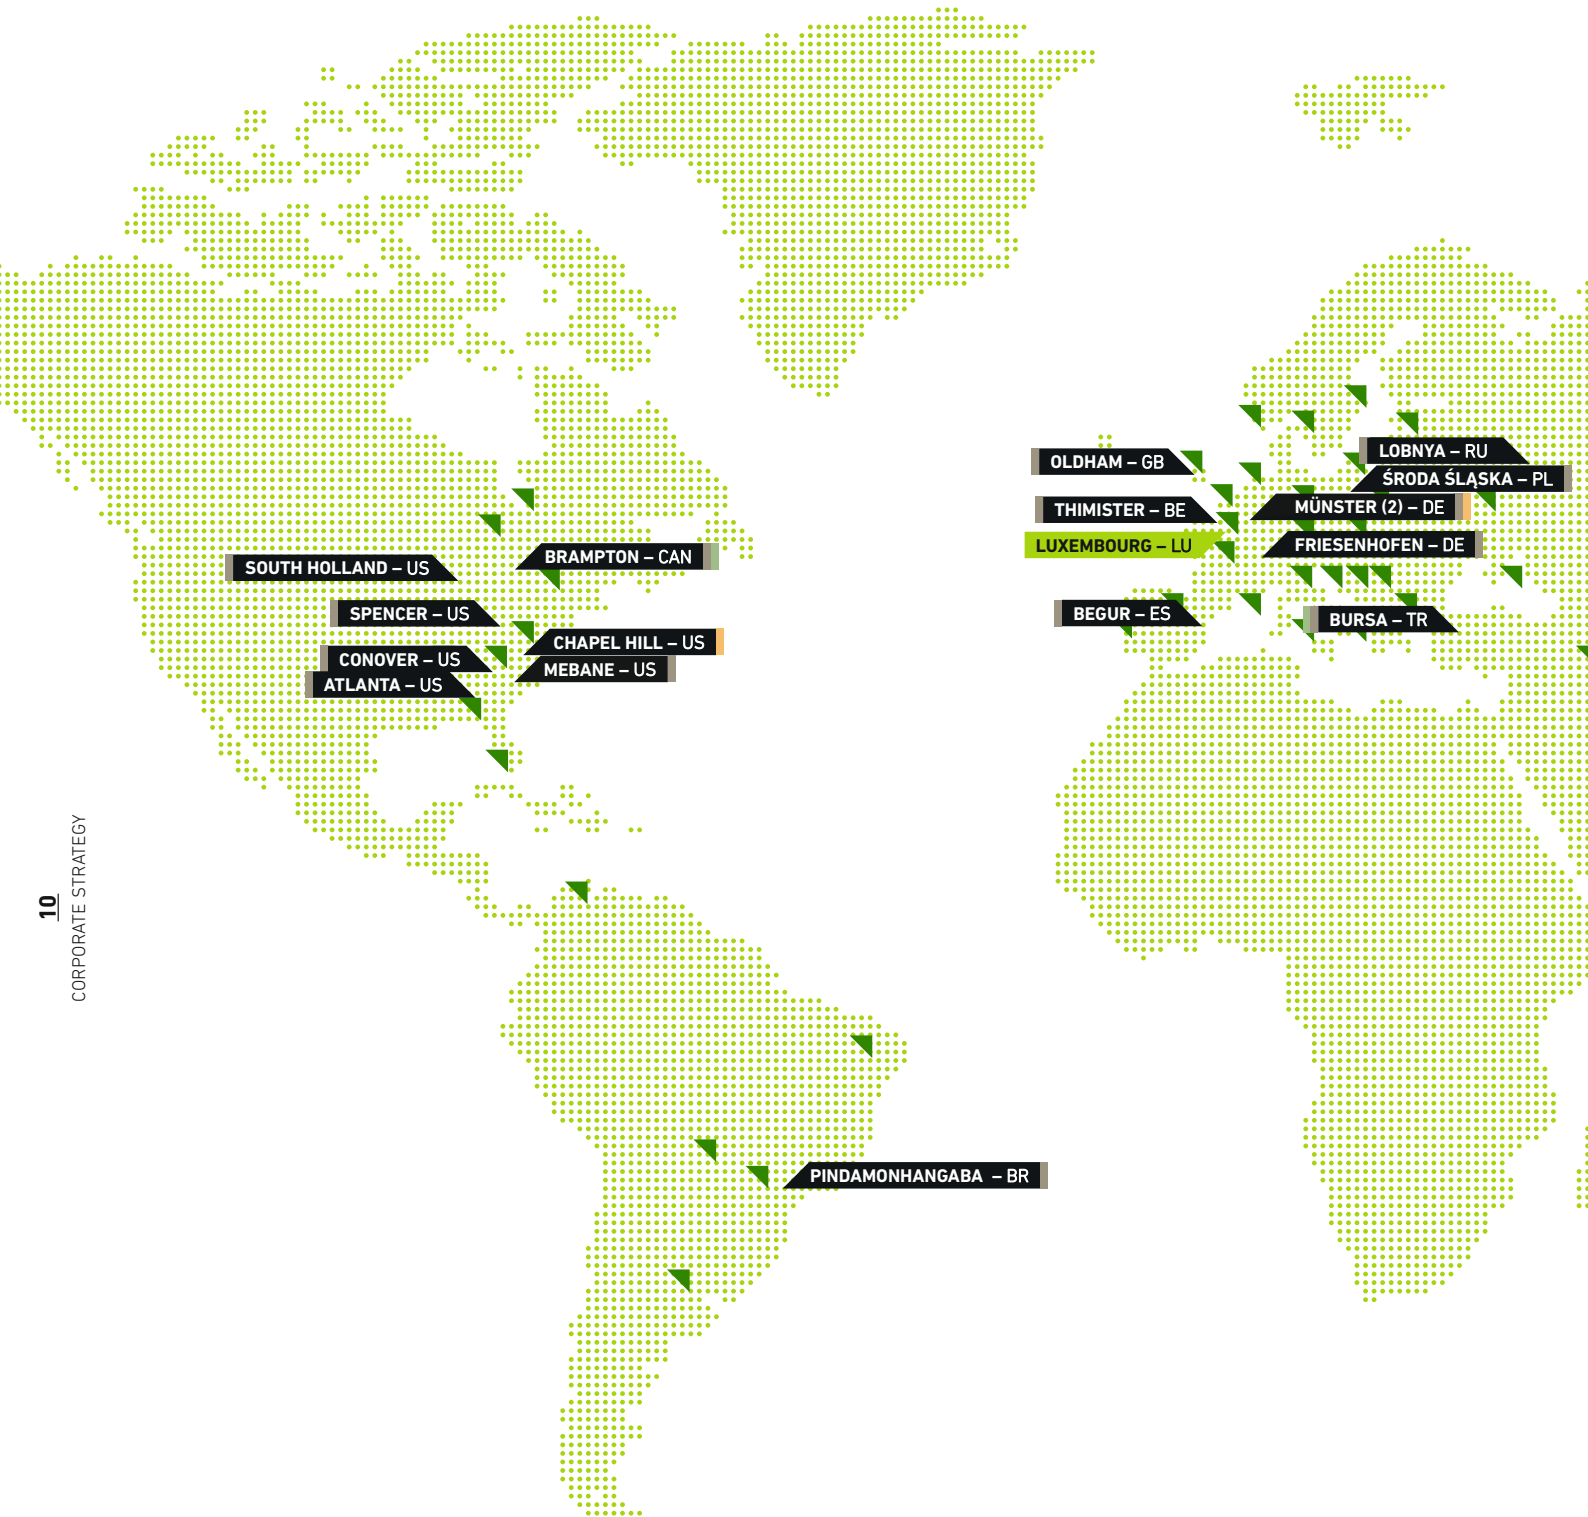 OLDHAM – GB
LOBNYA – RU
ŚRODA ŚLĄSKA – PL
THIMISTER – BE
MÜNSTER (2) – DE
LUXEMBOURG – LU
FRIESENHOFEN – DE
BRAMPTON – CAN
SOUTH HOLLAND – US
SPENCER – US
BEGUR – ES
BURSA – TR
CHAPEL HILL – US
CONOVER – US
MEBANE – US
ATLANTA – US
10
CORPORATE STRATEGY
PINDAMONHANGABA – BR